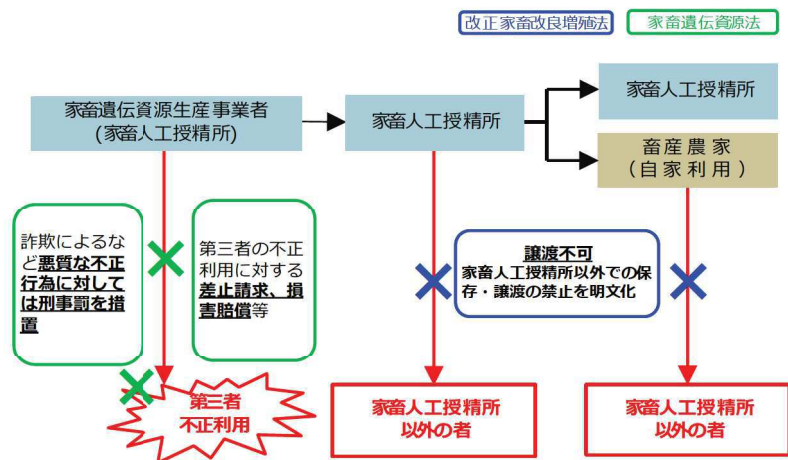 改正家畜改良増殖法
家畜遺伝資源法
家畜遺伝資源生産事業者
(家畜人工授精所)
家畜人工授精所
家畜人工授精所
畜産農家
(自家利用)
詐欺によるな
ど悪質な不正
行為に対して
は刑事罰を措
置
第三者の不正
利用に対する
差止請求、損
害賠償等
譲渡不可
家畜人工授精所以外での保
存・譲渡の禁止を明文化
第三者
不正利用
家畜人工授精所
以外の者
家畜人工授精所
以外の者